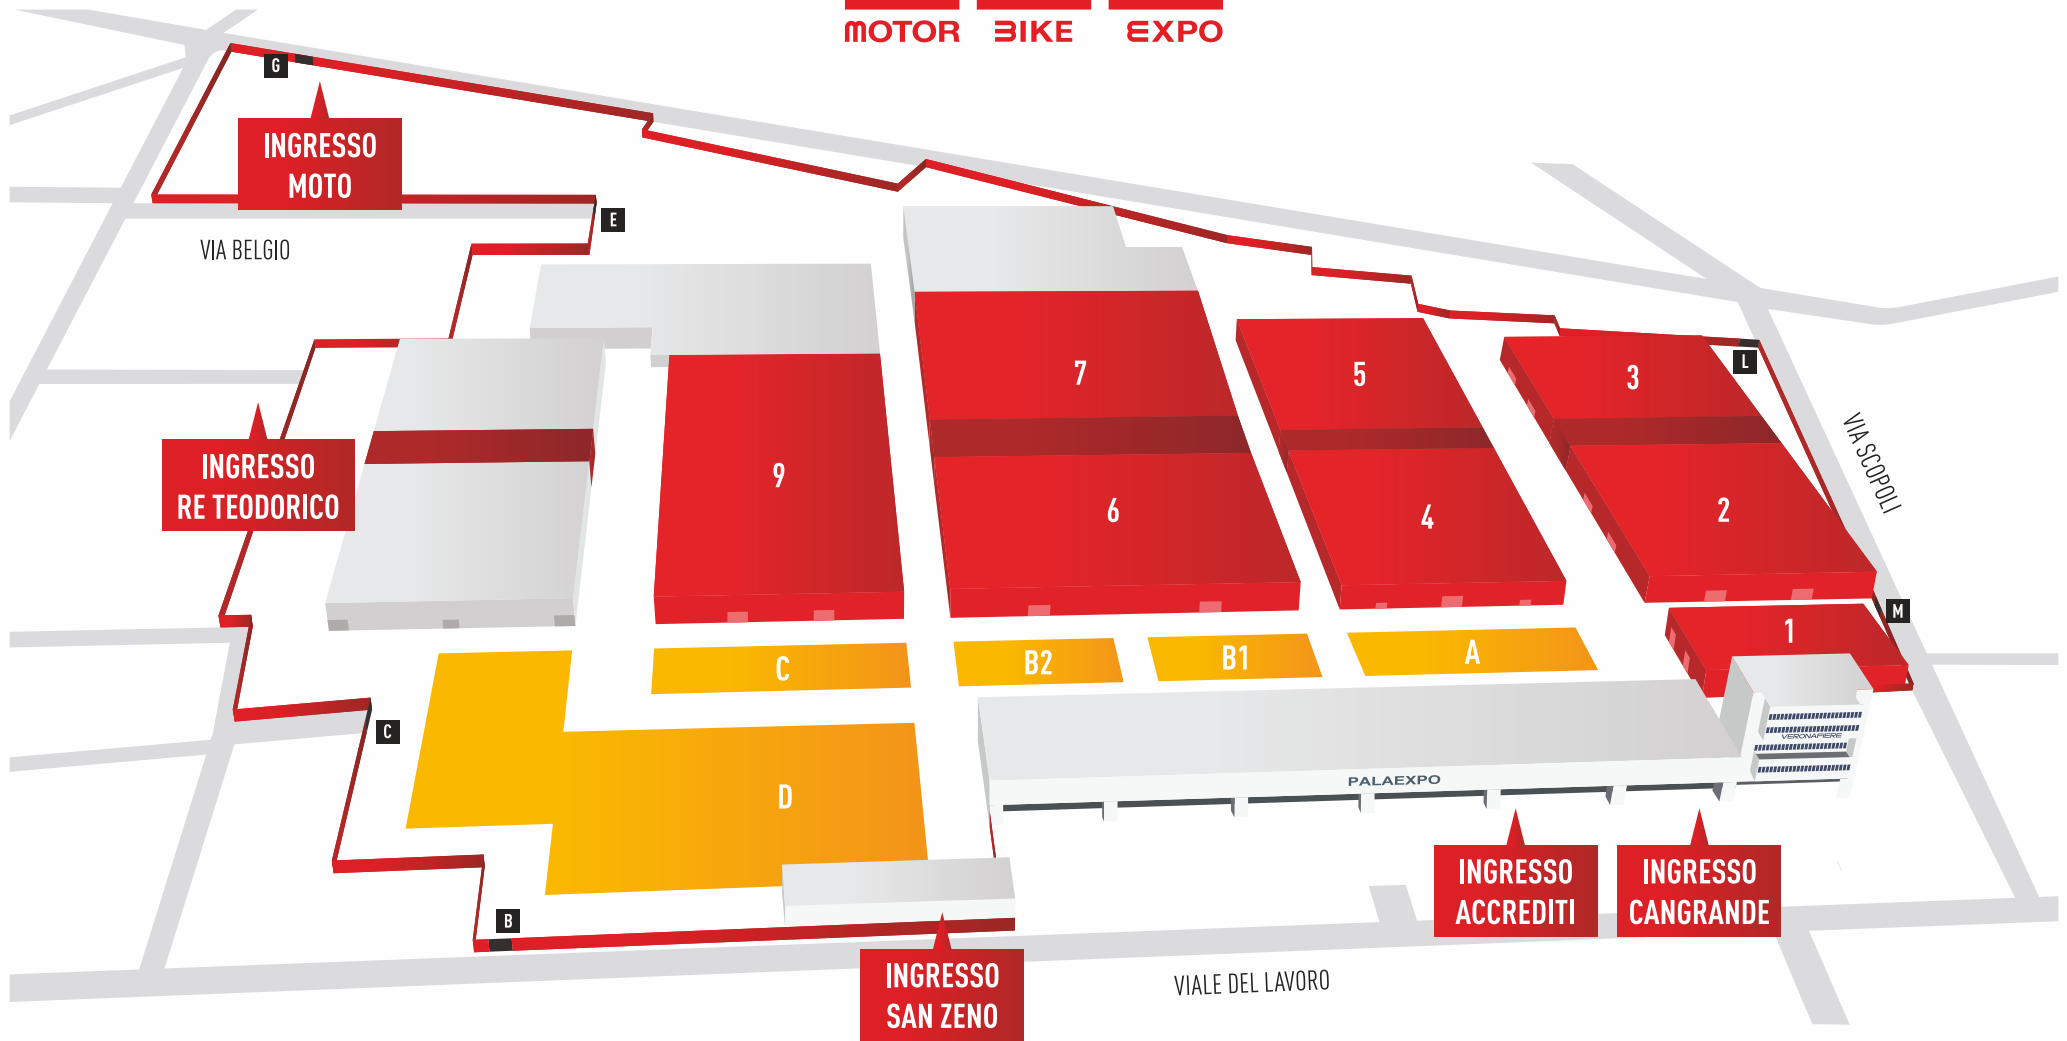 MOTOR BIKE EXPO
G
INGRESSO
MOTO
E
VIA BELGIO
L
7
5
3
VIA SCOPOLI
INGRESSO
RE TEODORICO
9
6
4
2
M
1
C
B2
B1
A
C
VERONAFIERE
PALAEXPO
D
INGRESSO
ACCREDITI
INGRESSO
CANGRANDE
B
INGRESSO
SAN ZENO
VIALE DEL LAVORO